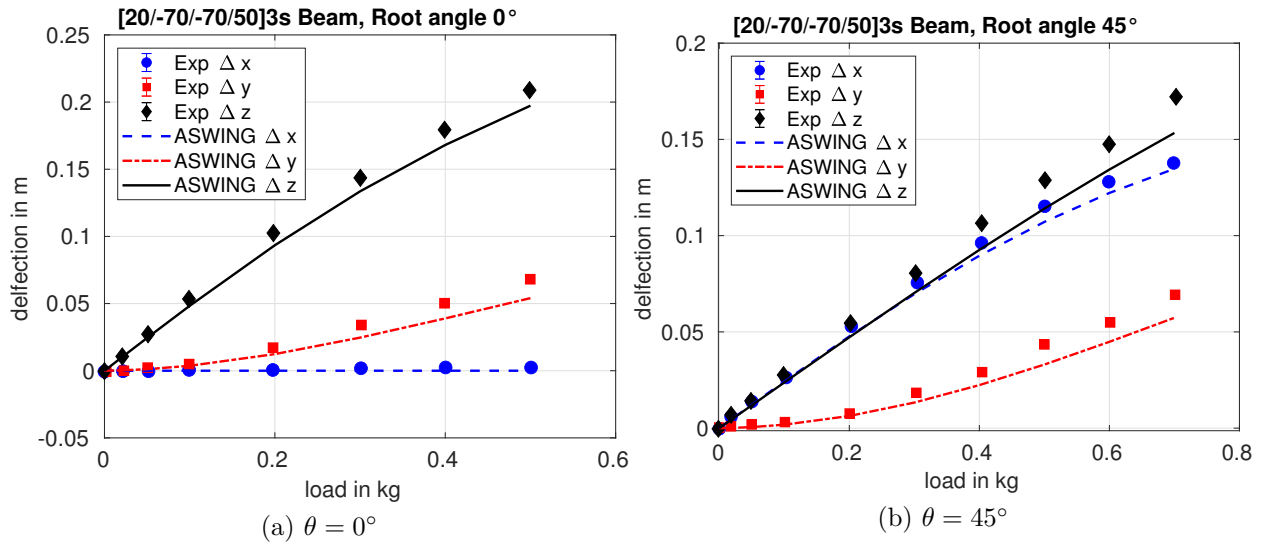 [20/-70/-70/50]3s Beam, Root angle 0°
0.25
0.2
0.15
0.1
0.05
0
-0.05
delfection in m
Exp Δ x
Exp Δ y
Exp Δ z
ASWING Δ x
ASWING Δ y
ASWING Δ z
0 0.2 0.4 0.6
load in kg
(a) θ = 0°
[20/-70/-70/50]3s Beam, Root angle 45°
0.2
0.15
0.1
0.05
0
delfection in m
Exp Δ x
Exp Δ y
Exp Δ z
ASWING Δ x
ASWING Δ y
ASWING Δ z
0 0.2 0.4 0.6 0.8
load in kg
(b) θ = 45°